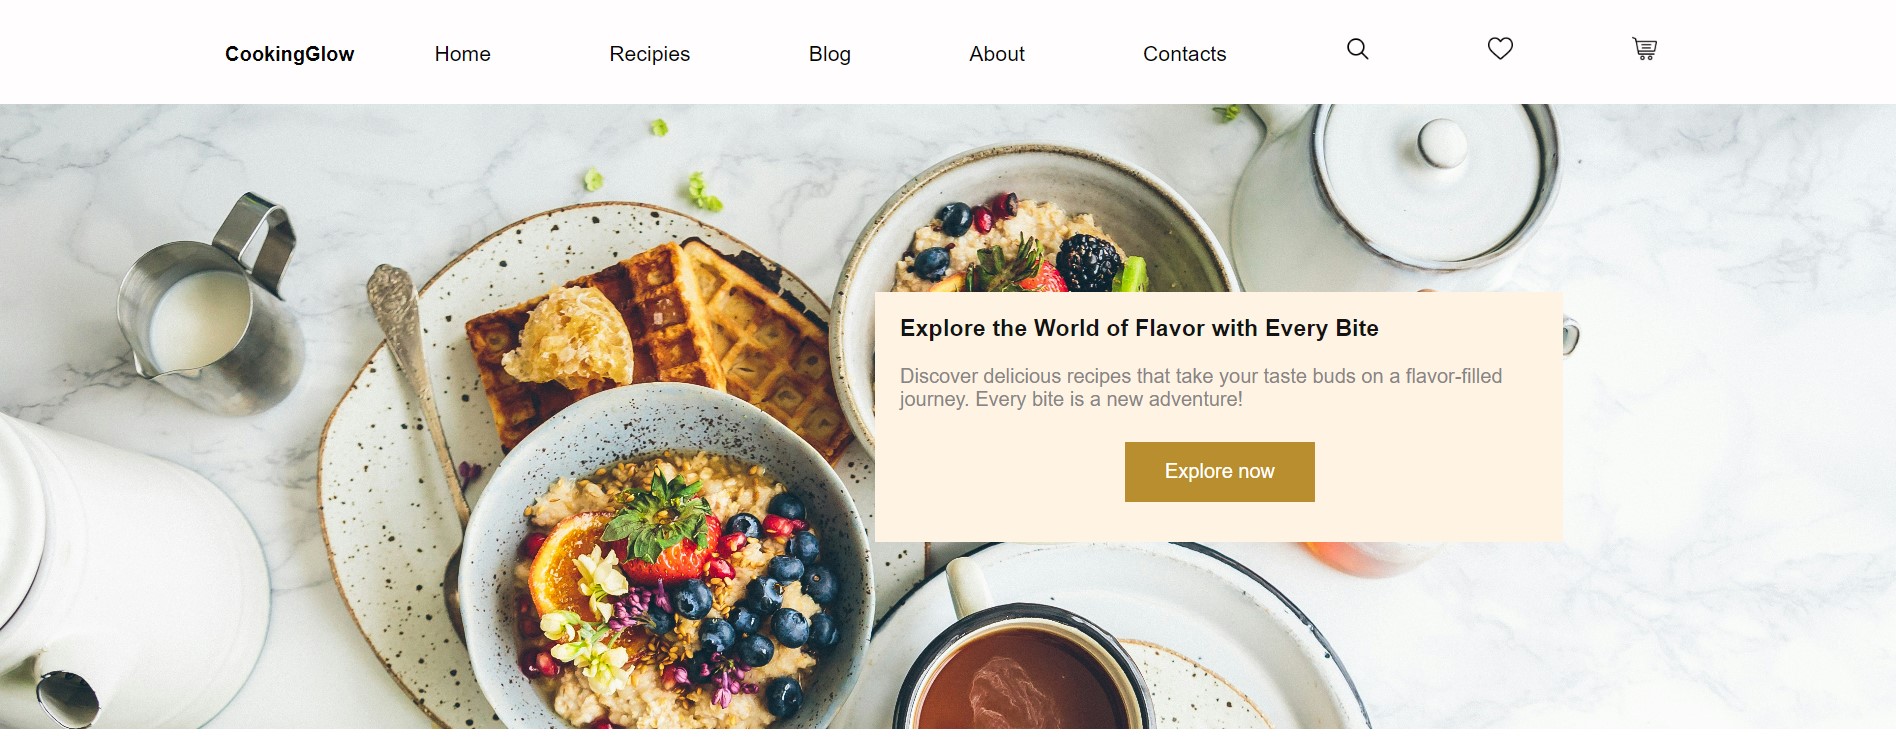 CookingGlow Home Recipies Blog About Contacts
Explore the World of Flavor with Every Bite
Discover delicious recipes that take your taste buds on a flavor-filled
journey. Every bite is a new adventure!
Explore now